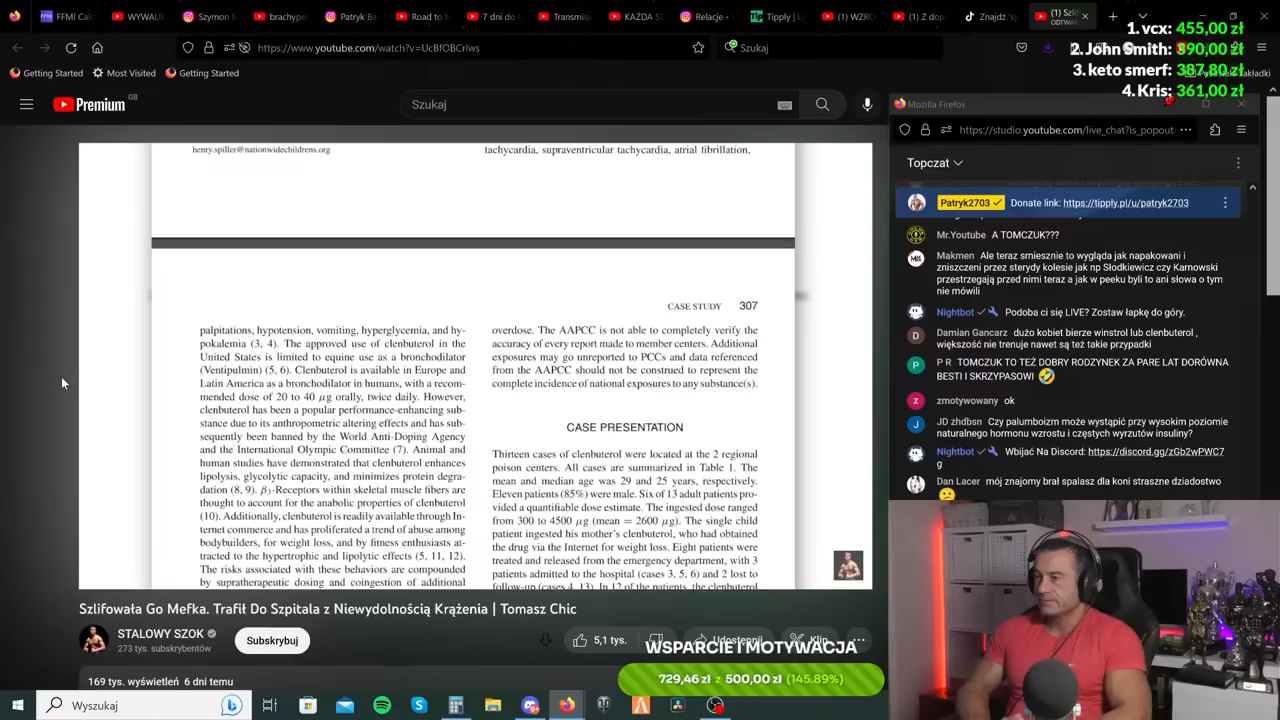 FFMI Cal
WYWALI
Szymon
brachype
Patryk Ba
Road to M
7 dni do
Transmisj
KAŻDA S
Relacje -
Tipply | L
(1) WZRO
(1) Z dop
Znajdź 's
(1) Szlif
ODTWAR
1. vcx: 455,00 zł
2. John Smith: 390,00 zł
3. keto smerf: 387,80 zł
4. Kris: 361,00 zł
https://www.youtube.com/watch?v=UcBfOBCrlws
Szukaj
Getting Started
Most Visited
Getting Started
Premium GB
Szukaj
Mozilla Firefox
https://studio.youtube.com/live_chat?is_popout
Topczat
Patryk2703 Donate link: https://tipply.pl/u/patryk2703
Mr.Youtube A TOMCZUK???
Makmen Ale teraz smiesznie to wygląda jak napakowani i
zniszczeni przez sterydy kolesie jak np Słodkiewicz czy Karnowski
przestrzegają przed nimi teraz a jak w peeku byli to ani słowa o tym
nie mówili
Nightbot Podoba ci się LIVE? Zostaw łapkę do góry.
Damian Gancarz dużo kobiet bierze winstrol lub clenbuterol ,
większość nie trenuje nawet są też takie przypadki
P R TOMCZUK TO TEŻ DOBRY RODZYNEK ZA PARE LAT DORÓWNA
BESTI I SKRZYPASOWI 🤣
zmotywowany ok
JD zhdbsn Czy palumboizm może wystąpić przy wysokim poziomie
naturalnego hormonu wzrostu i częstych wyrzutów insuliny?
Nightbot Wbijać Na Discord: https://discord.gg/zGb2wPWC7
g
Dan Lacer mój znajomy brał spalasz dla koni straszne dziadostwo
henry.spiller@nationwidechildrens.org
tachycardia, supraventricular tachycardia, atrial fibrillation,
CASE STUDY 307
palpitations, hypotension, vomiting, hyperglycemia, and hy-
pokalemia (3, 4). The approved use of clenbuterol in the
United States is limited to equine use as a bronchodilator
(Ventipulmin) (5, 6). Clenbuterol is available in Europe and
Latin America as a bronchodilator in humans, with a recom-
mended dose of 20 to 40 μg orally, twice daily. However,
clenbuterol has been a popular performance-enhancing sub-
stance due to its anthropometric altering effects and has sub-
sequently been banned by the World Anti-Doping Agency
and the International Olympic Committee (7). Animal and
human studies have demonstrated that clenbuterol enhances
lipolysis, glycolytic capacity, and minimizes protein degra-
dation (8, 9). β3-Receptors within skeletal muscle fibers are
thought to account for the anabolic properties of clenbuterol
(10). Additionally, clenbuterol is readily available through In-
ternet commerce and has proliferated a trend of abuse among
bodybuilders, for weight loss, and by fitness enthusiasts at-
tracted to the hypertrophic and lipolytic effects (5, 11, 12).
The risks associated with these behaviors are compounded
by supratherapeutic dosing and coingestion of additional
overdose. The AAPCC is not able to completely verify the
accuracy of every report made to member centers. Additional
exposures may go unreported to PCCs and data referenced
from the AAPCC should not be construed to represent the
complete incidence of national exposures to any substance(s).
CASE PRESENTATION
Thirteen cases of clenbuterol were located at the 2 regional
poison centers. All cases are summarized in Table 1. The
mean and median age was 29 and 25 years, respectively.
Eleven patients (85%) were male. Six of 13 adult patients pro-
vided a quantifiable dose estimate. The ingested dose ranged
from 300 to 4500 μg (mean = 2600 μg). The single child
patient ingested his mother's clenbuterol, who had obtained
the drug via the Internet for weight loss. Eight patients were
treated and released from the emergency department, with 3
patients admitted to the hospital (cases 3, 5, 6) and 2 lost to
follow-up (cases 4, 13). In 12 of the patients, the clenbuterol
Szlifowała Go Mefka. Trafił Do Szpitala z Niewydolnością Krążenia | Tomasz Chic
STALOWY SZOK
273 tys. subskrybentów
Subskrybuj
5,1 tys.
Udostępnij
Klip
WSPARCIE I MOTYWACJA
729,46 zł z 500,00 zł (145.89%)
169 tys. wyświetleń 6 dni temu
Wyszukaj